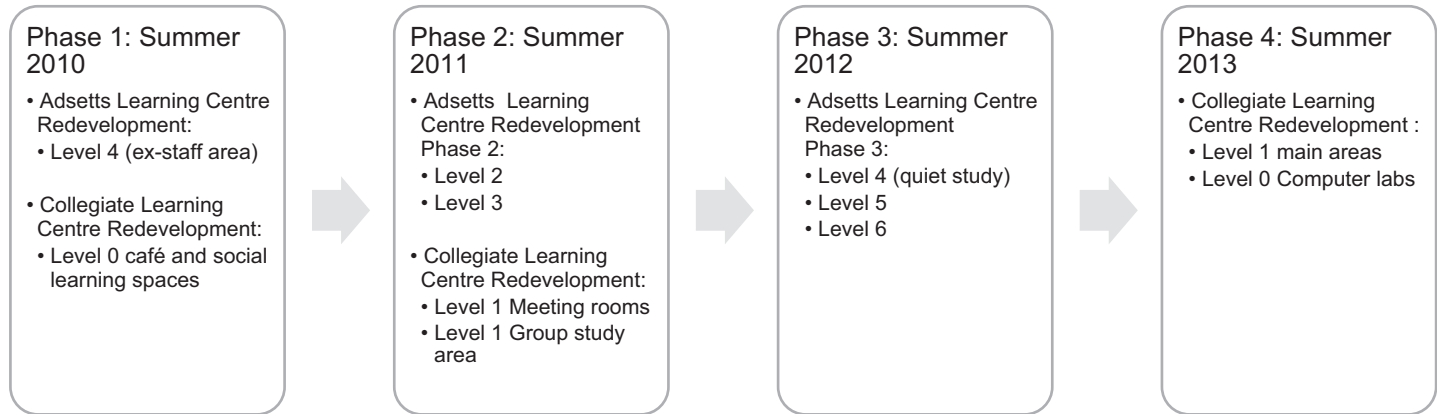 Phase 1: Summer
2010
• Adsetts Learning Centre
Redevelopment:
• Level 4 (ex-staff area)
• Collegiate Learning
Centre Redevelopment:
• Level 0 café and social
learning spaces
Phase 2: Summer
2011
• Adsetts Learning
Centre Redevelopment
Phase 2:
• Level 2
• Level 3
• Collegiate Learning
Centre Redevelopment:
• Level 1 Meeting rooms
• Level 1 Group study
area
Phase 3: Summer
2012
• Adsetts Learning Centre
Redevelopment
Phase 3:
• Level 4 (quiet study)
• Level 5
• Level 6
Phase 4: Summer
2013
• Collegiate Learning
Centre Redevelopment :
• Level 1 main areas
• Level 0 Computer labs